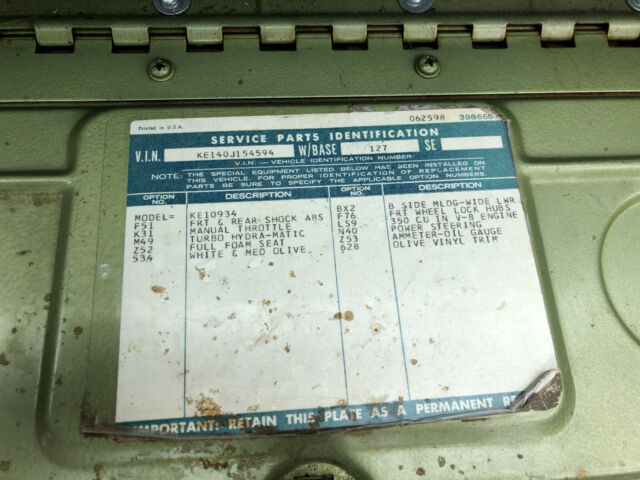 Printed in U.S.A.
062598 398668
SERVICE PARTS IDENTIFICATION
V.I.N. KE140J154594 W/BASE 127 SE
V.I.N. — VEHICLE IDENTIFICATION NUMBER
NOTE: THE SPECIAL EQUIPMENT LISTED BELOW HAS BEEN INSTALLED ON
THIS VEHICLE. FOR PROPER IDENTIFICATION OF REPLACEMENT
PARTS BE SURE TO SPECIFY THE APPLICABLE OPTION NUMBERS.
OPTION NO. DESCRIPTION OPTION NO. DESCRIPTION
MODEL= KE10934 BX2 B SIDE MLDG-WIDE LWR
F51 FRT & REAR SHOCK ABS F76 FRT WHEEL LOCK HUBS
K31 MANUAL THROTTLE LS9 350 CU IN V-8 ENGINE
M49 TURBO HYDRA-MATIC N40 POWER STEERING
Z52 FULL FOAM SEAT Z53 AMMETER-OIL GAUGE
534 WHITE & MED OLIVE 628 OLIVE VINYL TRIM
IMPORTANT: RETAIN THIS PLATE AS A PERMANENT